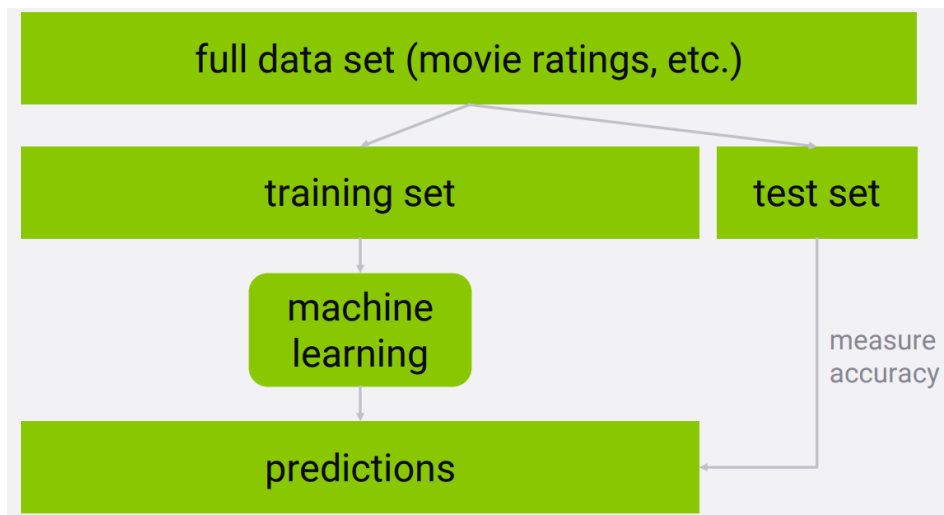 full data set (movie ratings, etc.)
training set
test set
machine
learning
measure
accuracy
predictions